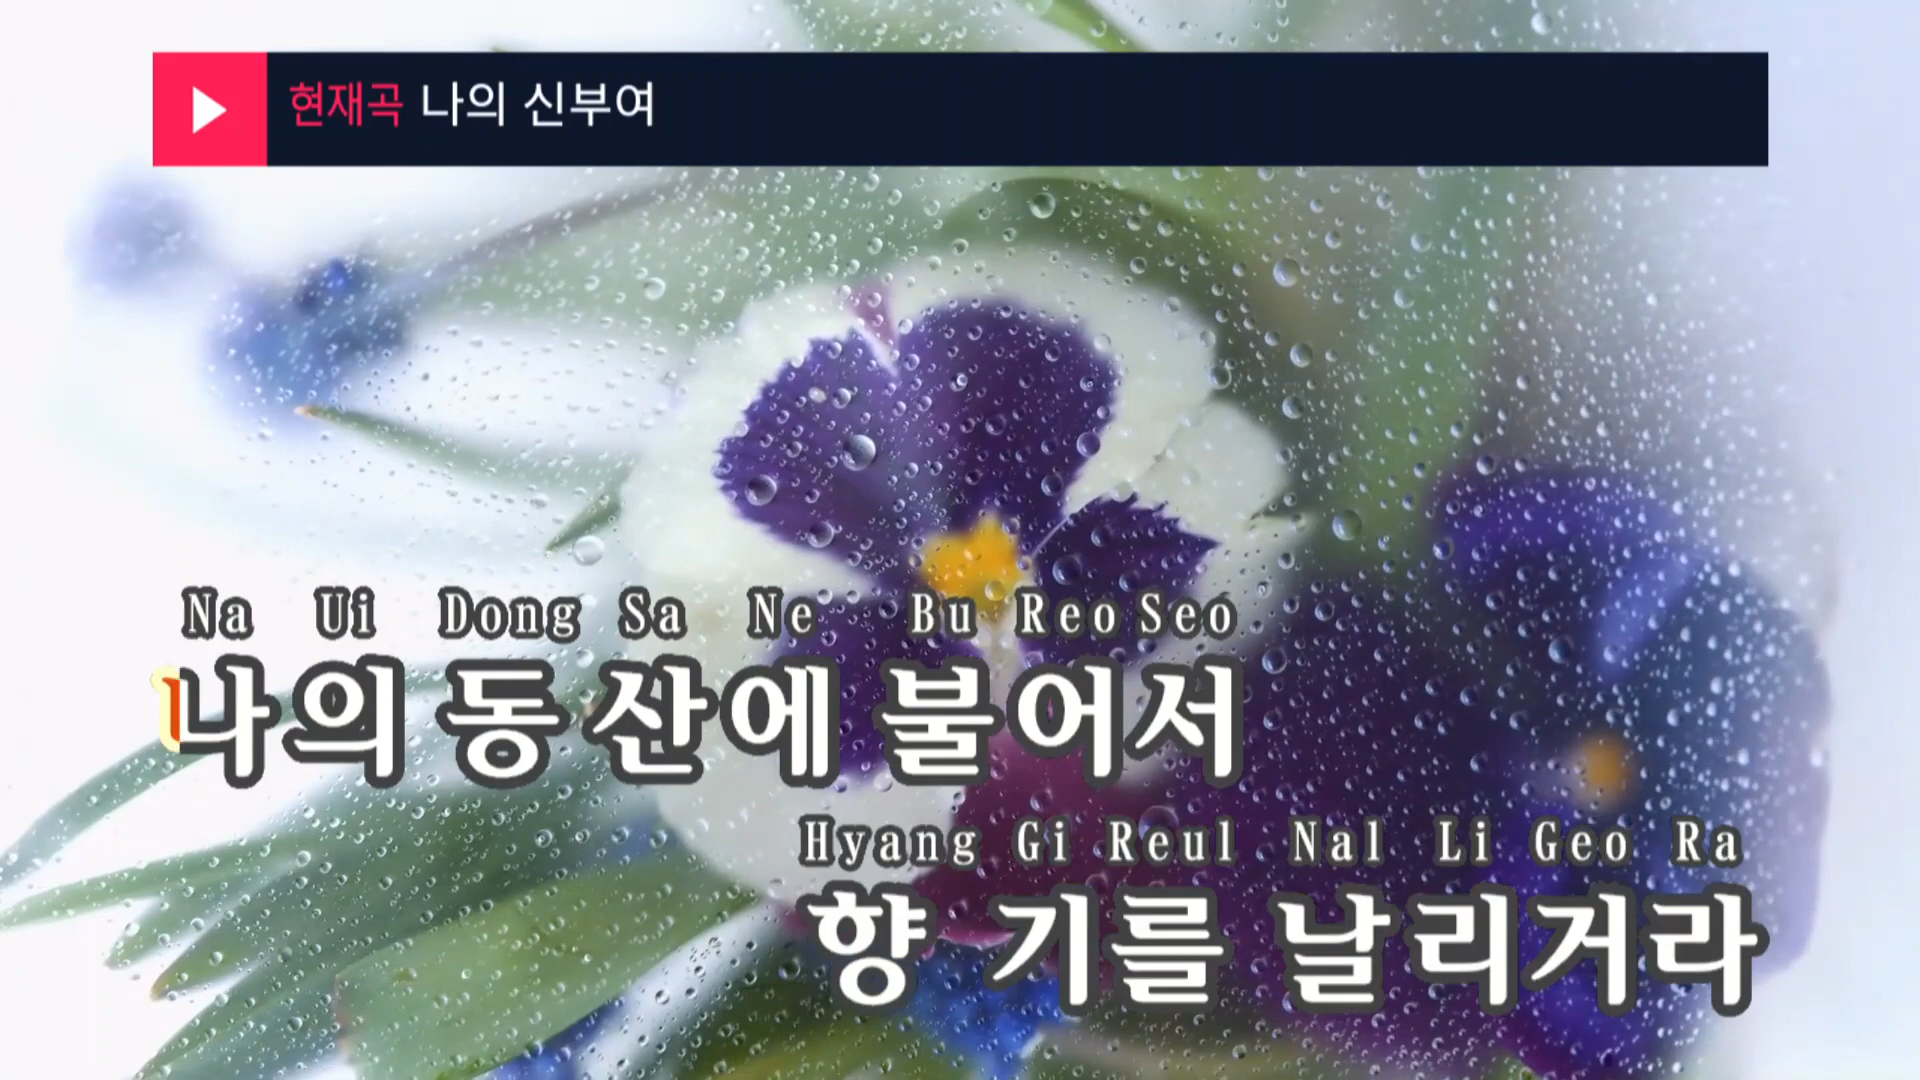 현재곡 나의 신부여
Na Ui Dong Sa Ne Bu Reo Seo
나의 동산에 불어서
Hyang Gi Reul Nal Li Geo Ra
향기를 날리거라